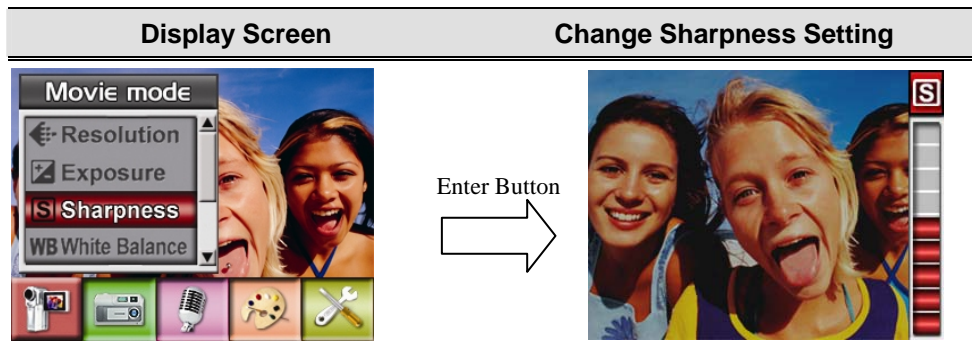 Display Screen
Change Sharpness Setting
Movie mode
Resolution
Exposure
S Sharpness
WB White Balance
Enter Button
S